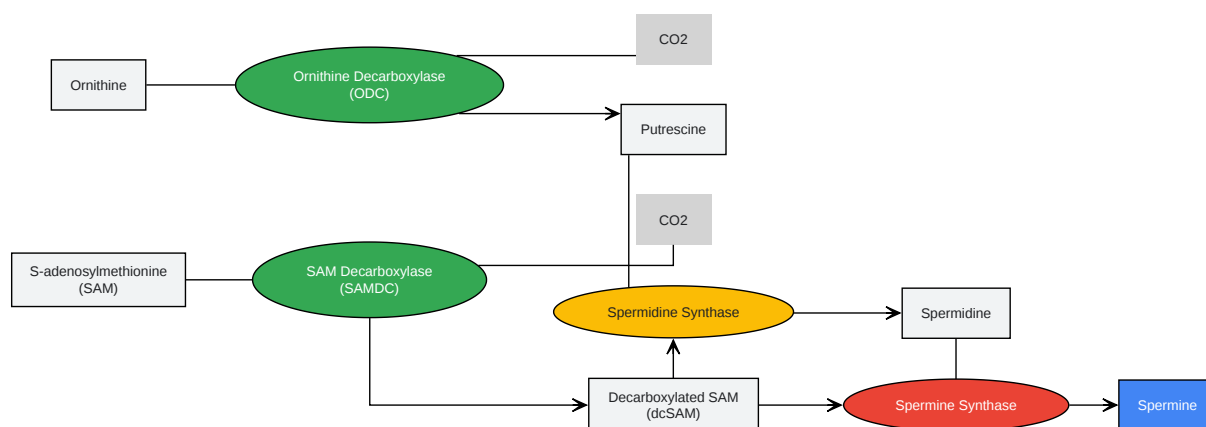 CO2
Ornithine Decarboxylase
(ODC)
Ornithine
Putrescine
CO2
S-adenosylmethionine
(SAM)
SAM Decarboxylase
(SAMDC)
Spermidine Synthase
Spermidine
Decarboxylated SAM
(dcSAM)
Spermine Synthase
Spermine